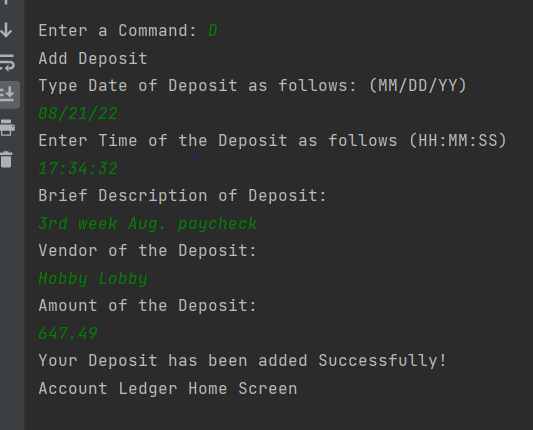 Enter a Command: D
Add Deposit
Type Date of Deposit as follows: (MM/DD/YY)
08/21/22
Enter Time of the Deposit as follows (HH:MM:SS)
17:34:32
Brief Description of Deposit:
3rd week Aug. paycheck
Vendor of the Deposit:
Hobby Lobby
Amount of the Deposit:
647.49
Your Deposit has been added Successfully!
Account Ledger Home Screen